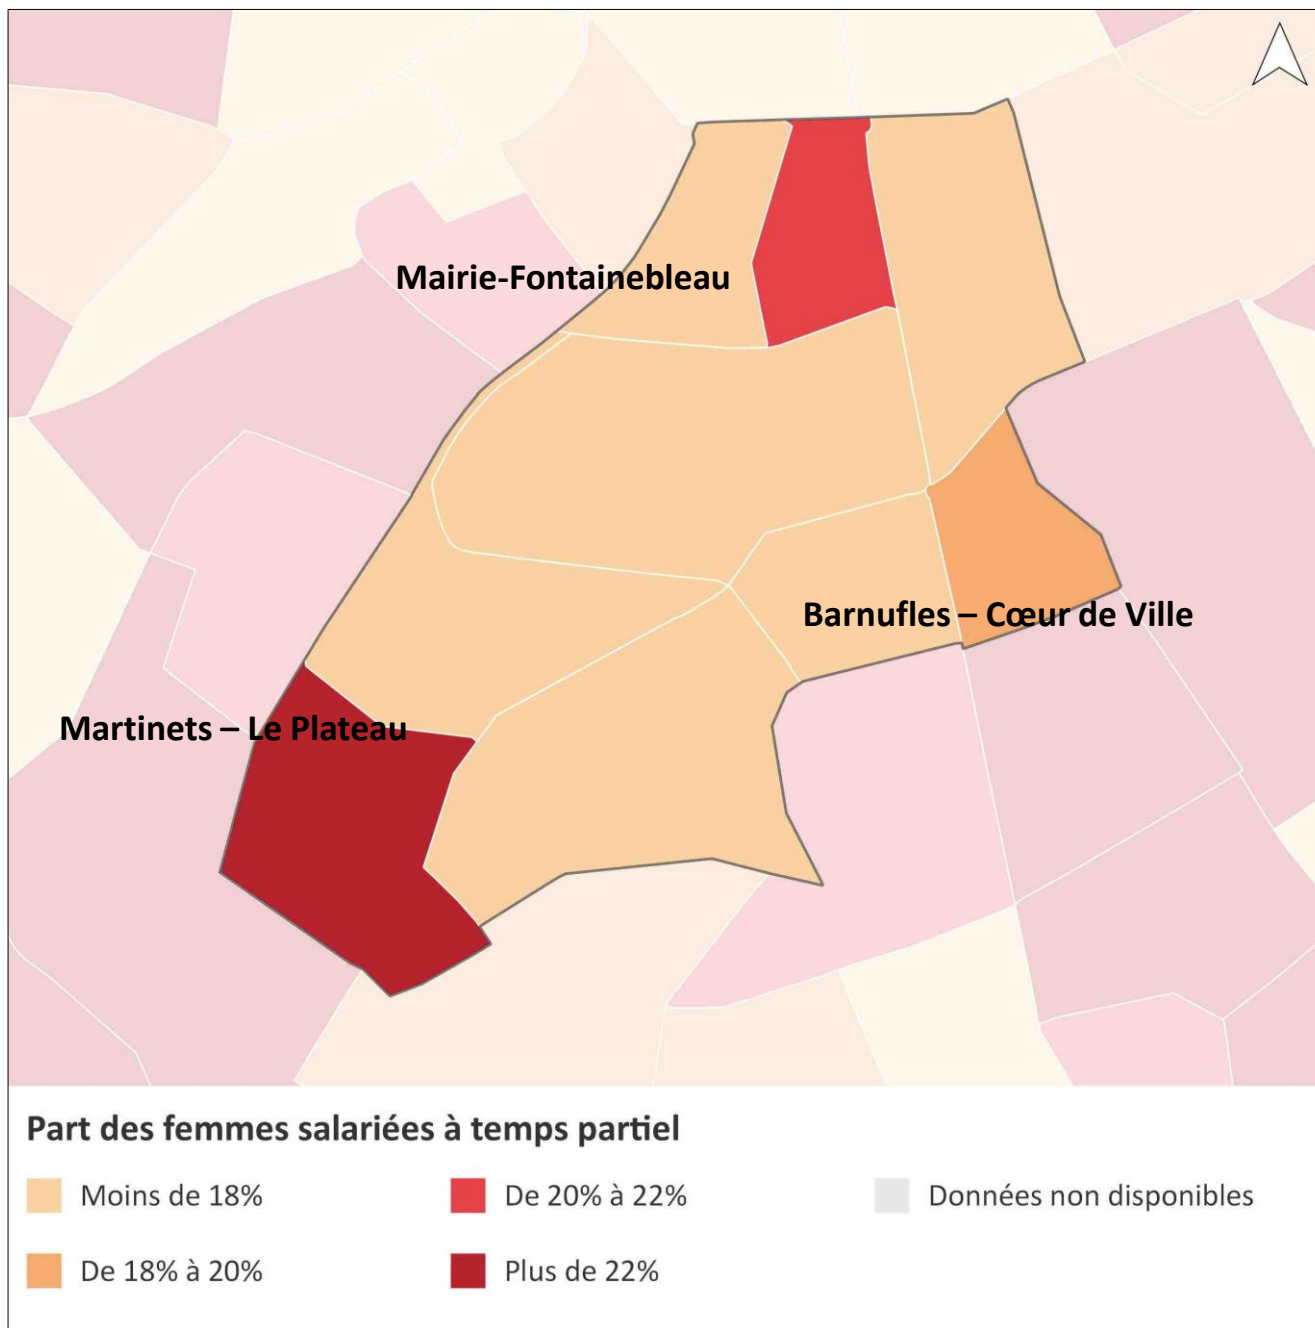 Mairie-Fontainebleau
Barnufles – Cœur de Ville
Martinets – Le Plateau
Part des femmes salariées à temps partiel
Moins de 18%
De 20% à 22%
Données non disponibles
De 18% à 20%
Plus de 22%